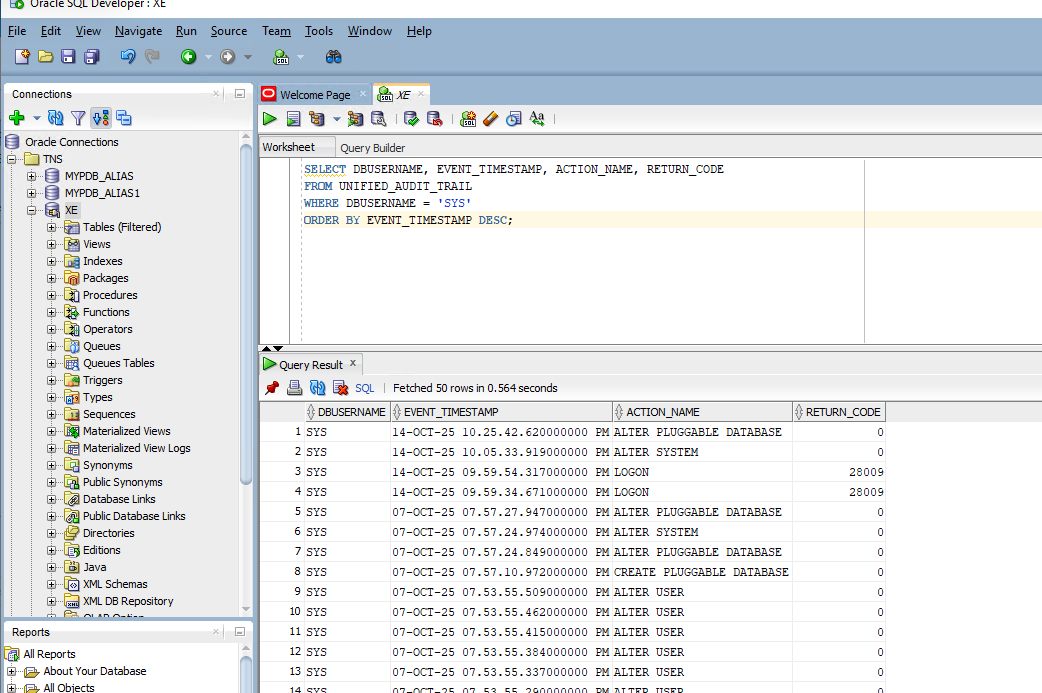 Oracle SQL Developer : XE
File Edit View Navigate Run Source Team Tools Window Help
Connections
Oracle Connections
TNS
MYPDB_ALIAS
MYPDB_ALIAS1
XE
Tables (Filtered)
Views
Indexes
Packages
Procedures
Functions
Operators
Queues
Queues Tables
Triggers
Types
Sequences
Materialized Views
Materialized View Logs
Synonyms
Public Synonyms
Database Links
Public Database Links
Directories
Editions
Java
XML Schemas
XML DB Repository
OLAP Option
Reports
All Reports
About Your Database
All Objects
Welcome Page XE
Worksheet Query Builder
SELECT DBUSERNAME, EVENT_TIMESTAMP, ACTION_NAME, RETURN_CODE
FROM UNIFIED_AUDIT_TRAIL
WHERE DBUSERNAME = 'SYS'
ORDER BY EVENT_TIMESTAMP DESC;
Query Result
SQL | Fetched 50 rows in 0.564 seconds
DBUSERNAME EVENT_TIMESTAMP ACTION_NAME RETURN_CODE
1 SYS 14-OCT-25 10.25.42.620000000 PM ALTER PLUGGABLE DATABASE 0
2 SYS 14-OCT-25 10.05.33.919000000 PM ALTER SYSTEM 0
3 SYS 14-OCT-25 09.59.54.317000000 PM LOGON 28009
4 SYS 14-OCT-25 09.59.34.671000000 PM LOGON 28009
5 SYS 07-OCT-25 07.57.27.947000000 PM ALTER PLUGGABLE DATABASE 0
6 SYS 07-OCT-25 07.57.24.974000000 PM ALTER SYSTEM 0
7 SYS 07-OCT-25 07.57.24.849000000 PM ALTER PLUGGABLE DATABASE 0
8 SYS 07-OCT-25 07.57.10.972000000 PM CREATE PLUGGABLE DATABASE 0
9 SYS 07-OCT-25 07.53.55.509000000 PM ALTER USER 0
10 SYS 07-OCT-25 07.53.55.462000000 PM ALTER USER 0
11 SYS 07-OCT-25 07.53.55.415000000 PM ALTER USER 0
12 SYS 07-OCT-25 07.53.55.384000000 PM ALTER USER 0
13 SYS 07-OCT-25 07.53.55.337000000 PM ALTER USER 0
14 SYS 07-OCT-25 07.53.55.290000000 PM ALTER USER 0